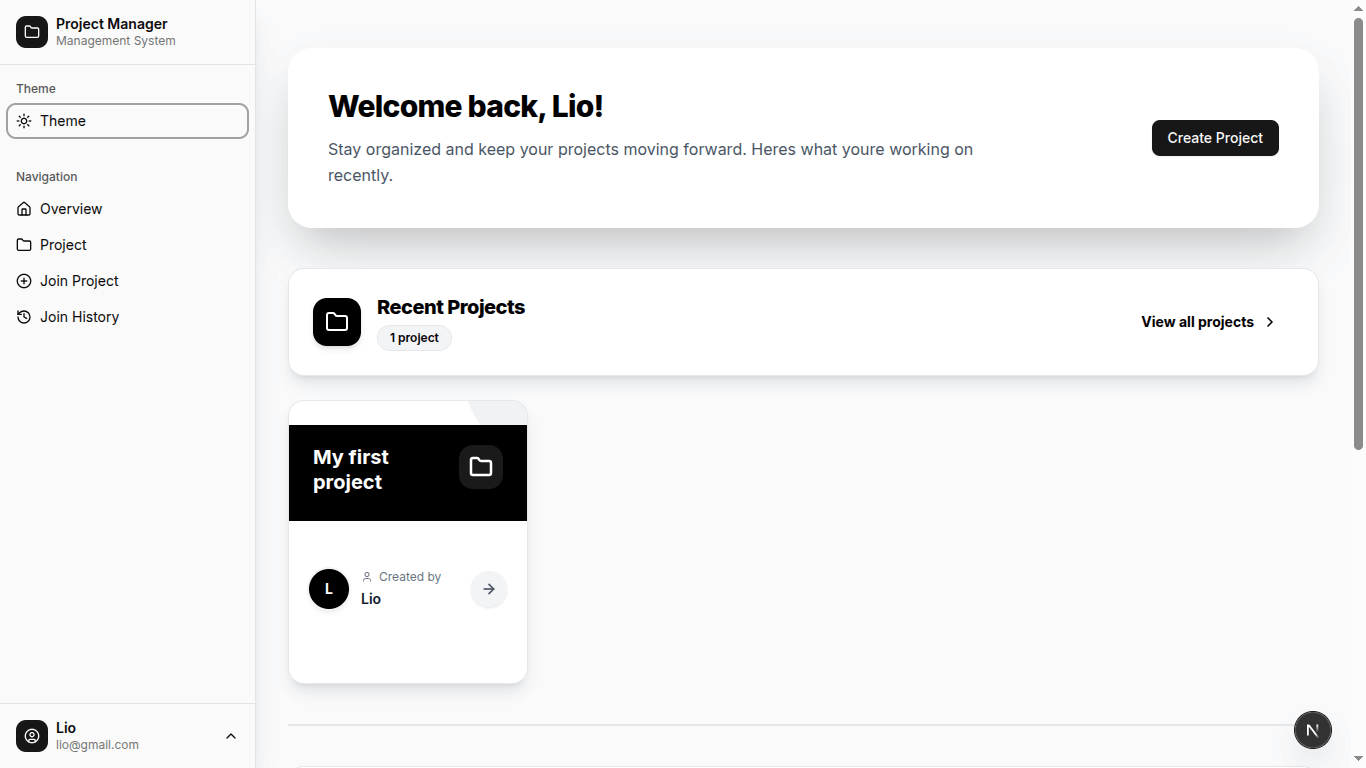 Project Manager
Management System
Theme
Theme
Navigation
Overview
Project
Join Project
Join History
Lio
lio@gmail.com
Welcome back, Lio!
Stay organized and keep your projects moving forward. Heres what youre working on
recently.
Create Project
Recent Projects
1 project
View all projects
My first
project
L
Created by
Lio
N